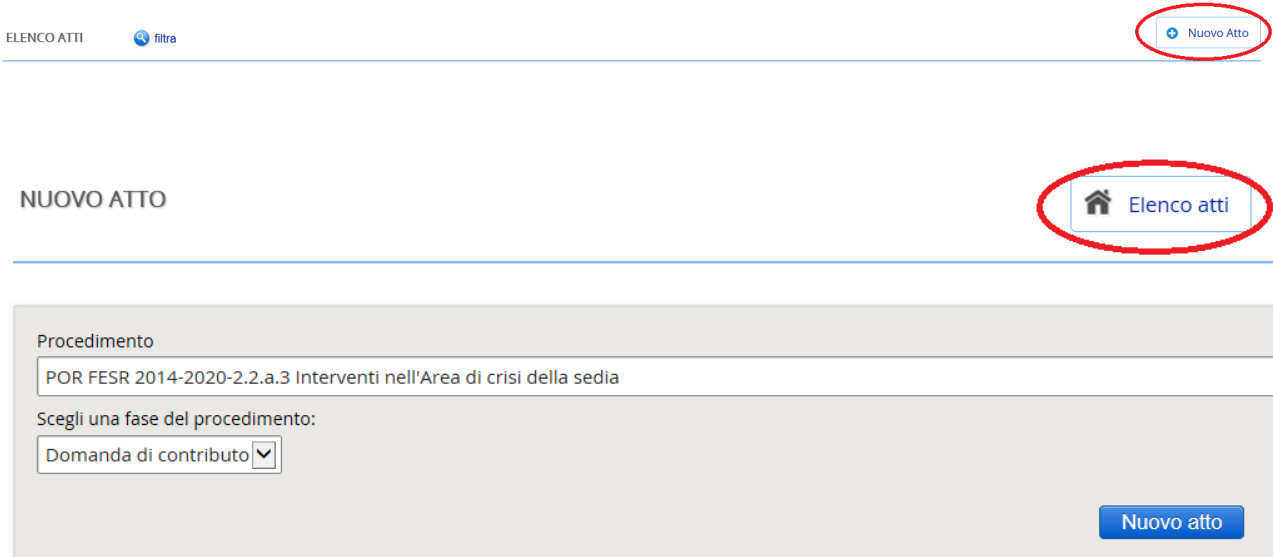 ELENCO ATTI filtra Nuovo Atto
NUOVO ATTO Elenco atti
Procedimento
POR FESR 2014-2020-2.2.a.3 Interventi nell'Area di crisi della sedia
Scegli una fase del procedimento:
Domanda di contributo
Nuovo atto